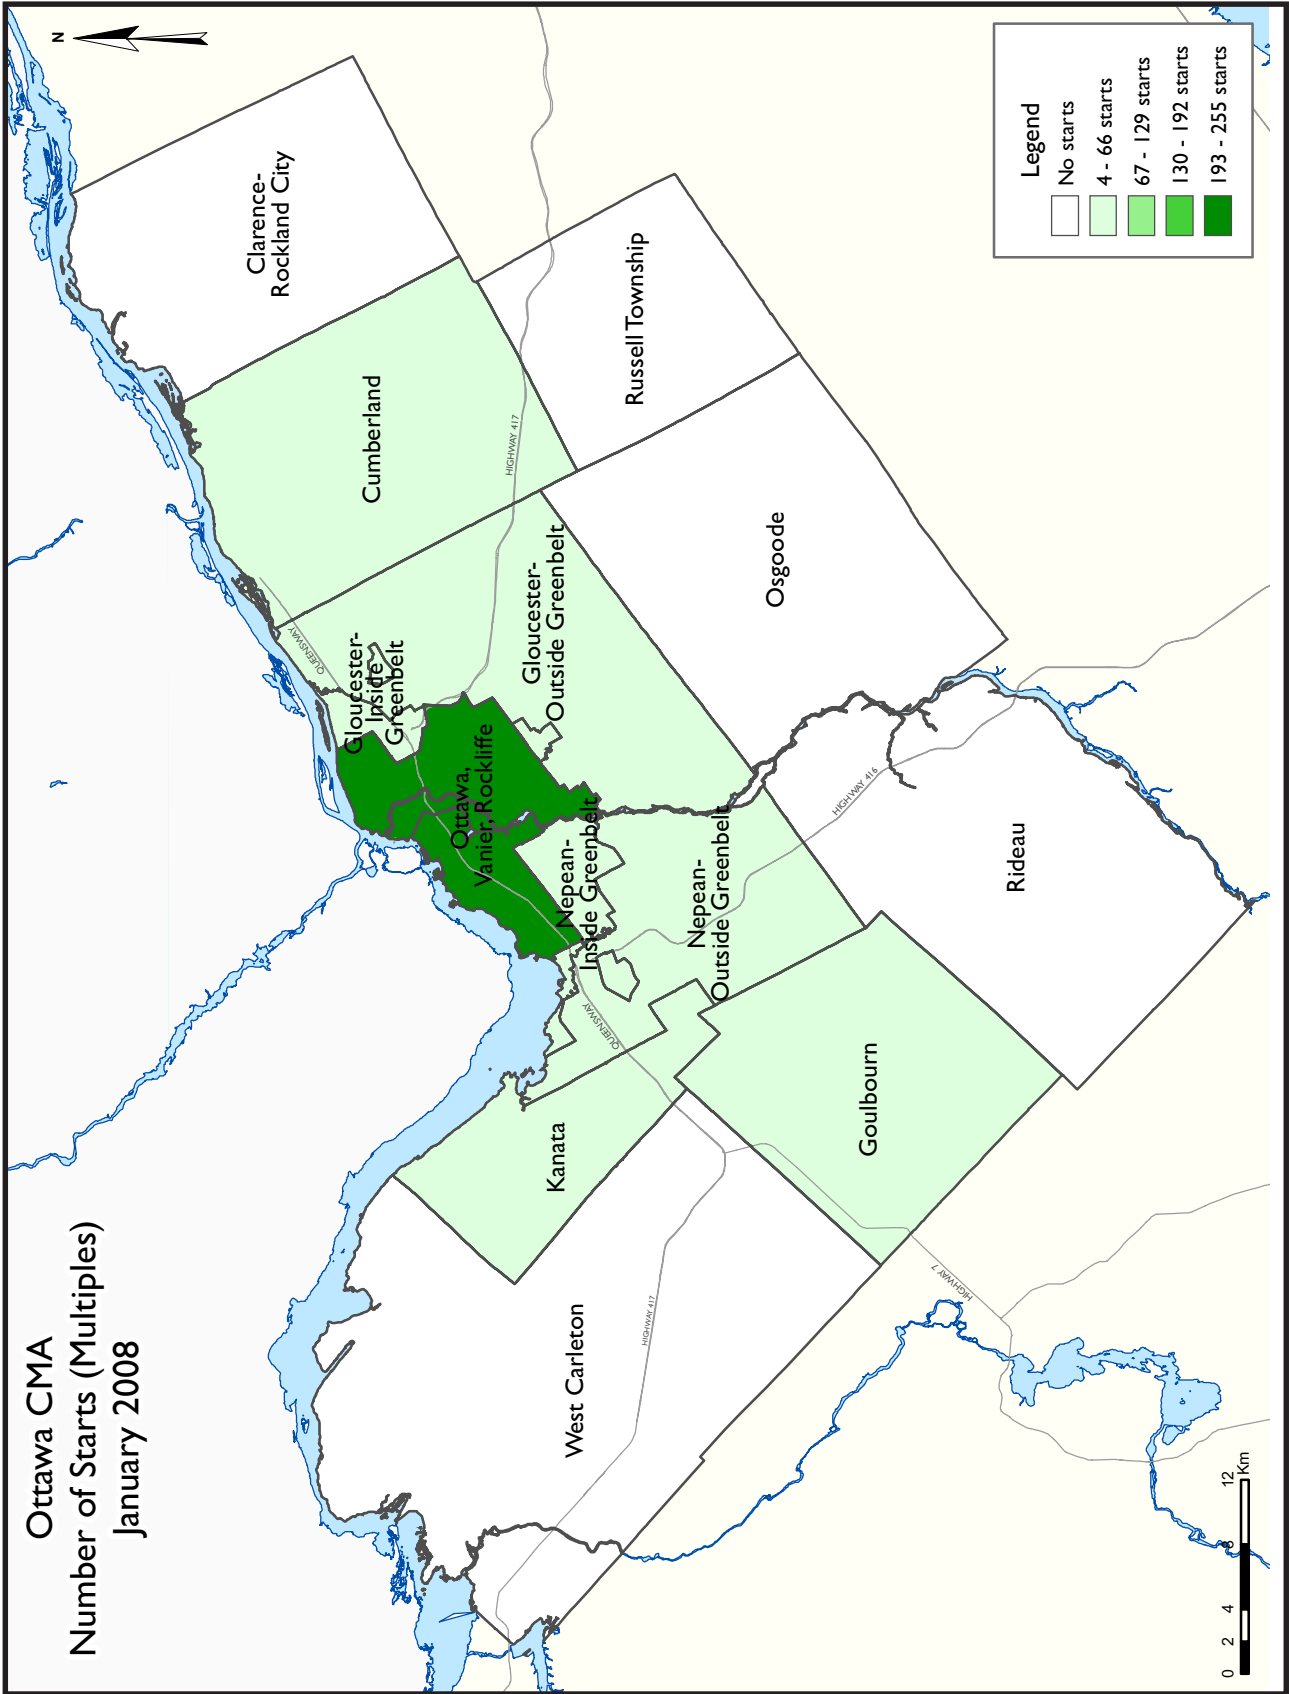 Ottawa CMA
Number of Starts (Multiples)
January 2008
N
Clarence-
Rockland City
Cumberland
Russell Township
HIGHWAY 417
Osgoode
QUEENSWAY
Gloucester-
Inside
Greenbelt
Gloucester-
Outside Greenbelt
Ottawa,
Vanier, Rockliffe
Nepean-
Inside Greenbelt
Nepean-
Outside Greenbelt
HIGHWAY 416
Rideau
QUEENSWAY
Kanata
Goulbourn
West Carleton
HIGHWAY 417
HIGHWAY 7
Legend
No starts
4 - 66 starts
67 - 129 starts
130 - 192 starts
193 - 255 starts
0 2 4 8 12
Km